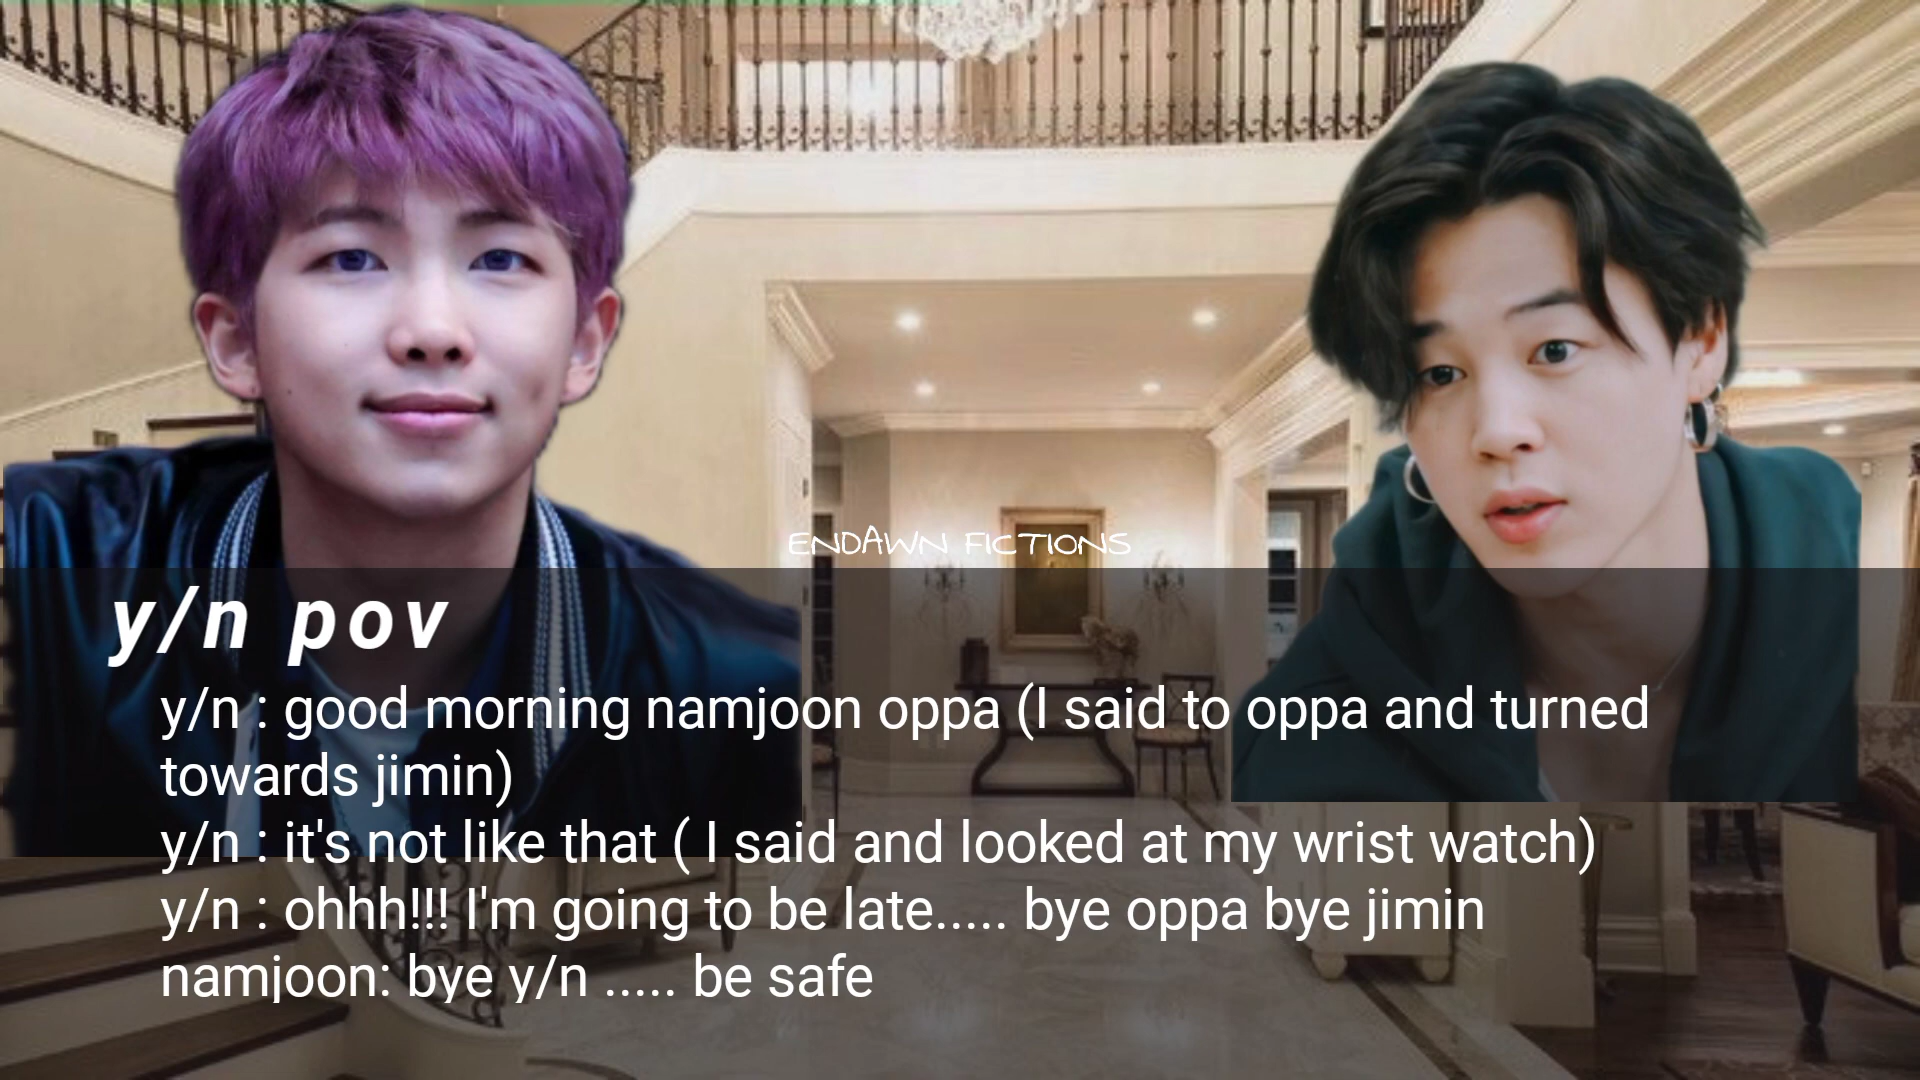 ENDAWN FICTIONS
y/n pov
y/n : good morning namjoon oppa (I said to oppa and turned
towards jimin)
y/n : it's not like that ( I said and looked at my wrist watch)
y/n : ohhh!!! I'm going to be late..... bye oppa bye jimin
namjoon: bye y/n ..... be safe